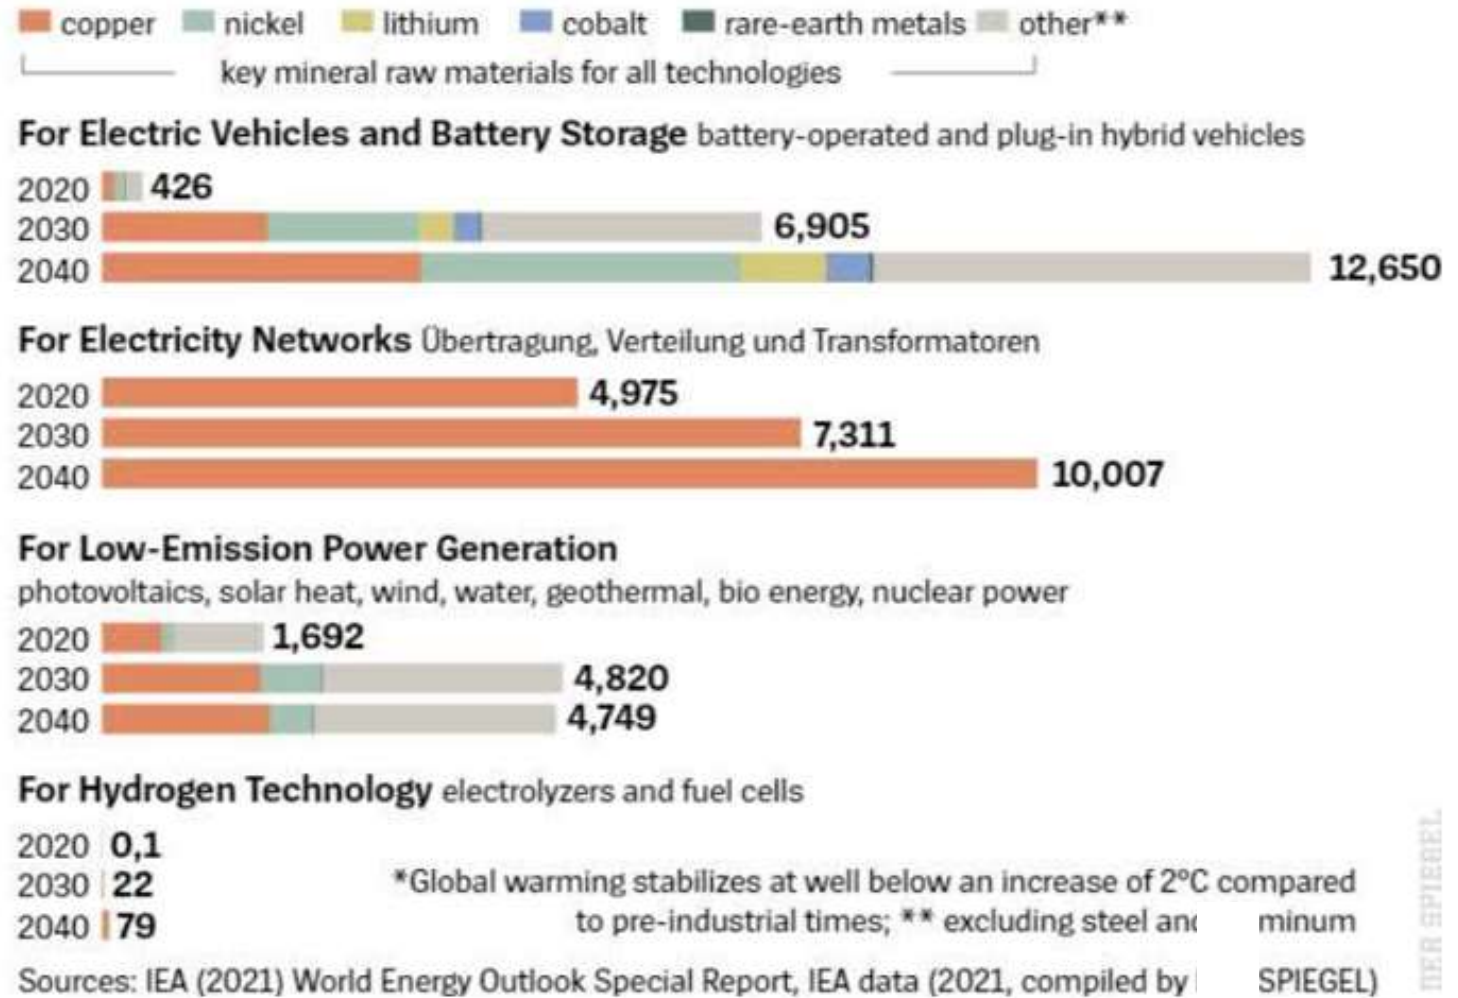 copper nickel lithium cobalt rare-earth metals other**
key mineral raw materials for all technologies
For Electric Vehicles and Battery Storage battery-operated and plug-in hybrid vehicles
2020 426
2030 6,905
2040 12,650
For Electricity Networks Übertragung, Verteilung und Transformatoren
2020 4,975
2030 7,311
2040 10,007
For Low-Emission Power Generation
photovoltaics, solar heat, wind, water, geothermal, bio energy, nuclear power
2020 1,692
2030 4,820
2040 4,749
For Hydrogen Technology electrolyzers and fuel cells
2020 0,1
2030 22
2040 79
*Global warming stabilizes at well below an increase of 2°C compared
to pre-industrial times; ** excluding steel and minum
Sources: IEA (2021) World Energy Outlook Special Report, IEA data (2021, compiled by SPIEGEL)
DER SPIEGEL